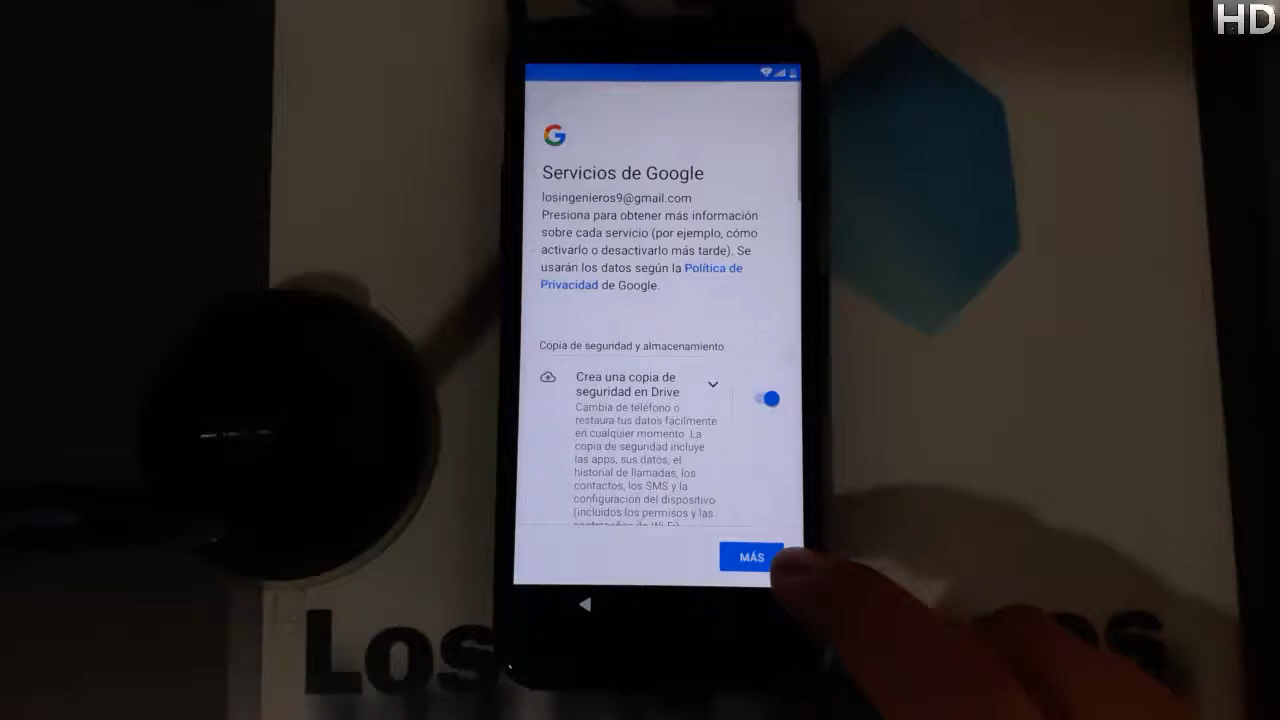 HD
Servicios de Google
losingenieros9@gmail.com
Presiona para obtener más información
sobre cada servicio (por ejemplo, cómo
activarlo o desactivarlo más tarde). Se
usarán los datos según la Política de
Privacidad de Google.
Copia de seguridad y almacenamiento
Crea una copia de
seguridad en Drive
Cambia de teléfono o
restaura tus datos fácilmente
en cualquier momento. La
copia de seguridad incluye
las apps, sus datos, el
historial de llamadas, los
contactos, los SMS y la
configuración del dispositivo
(incluidos los permisos y las
MÁS
Los os